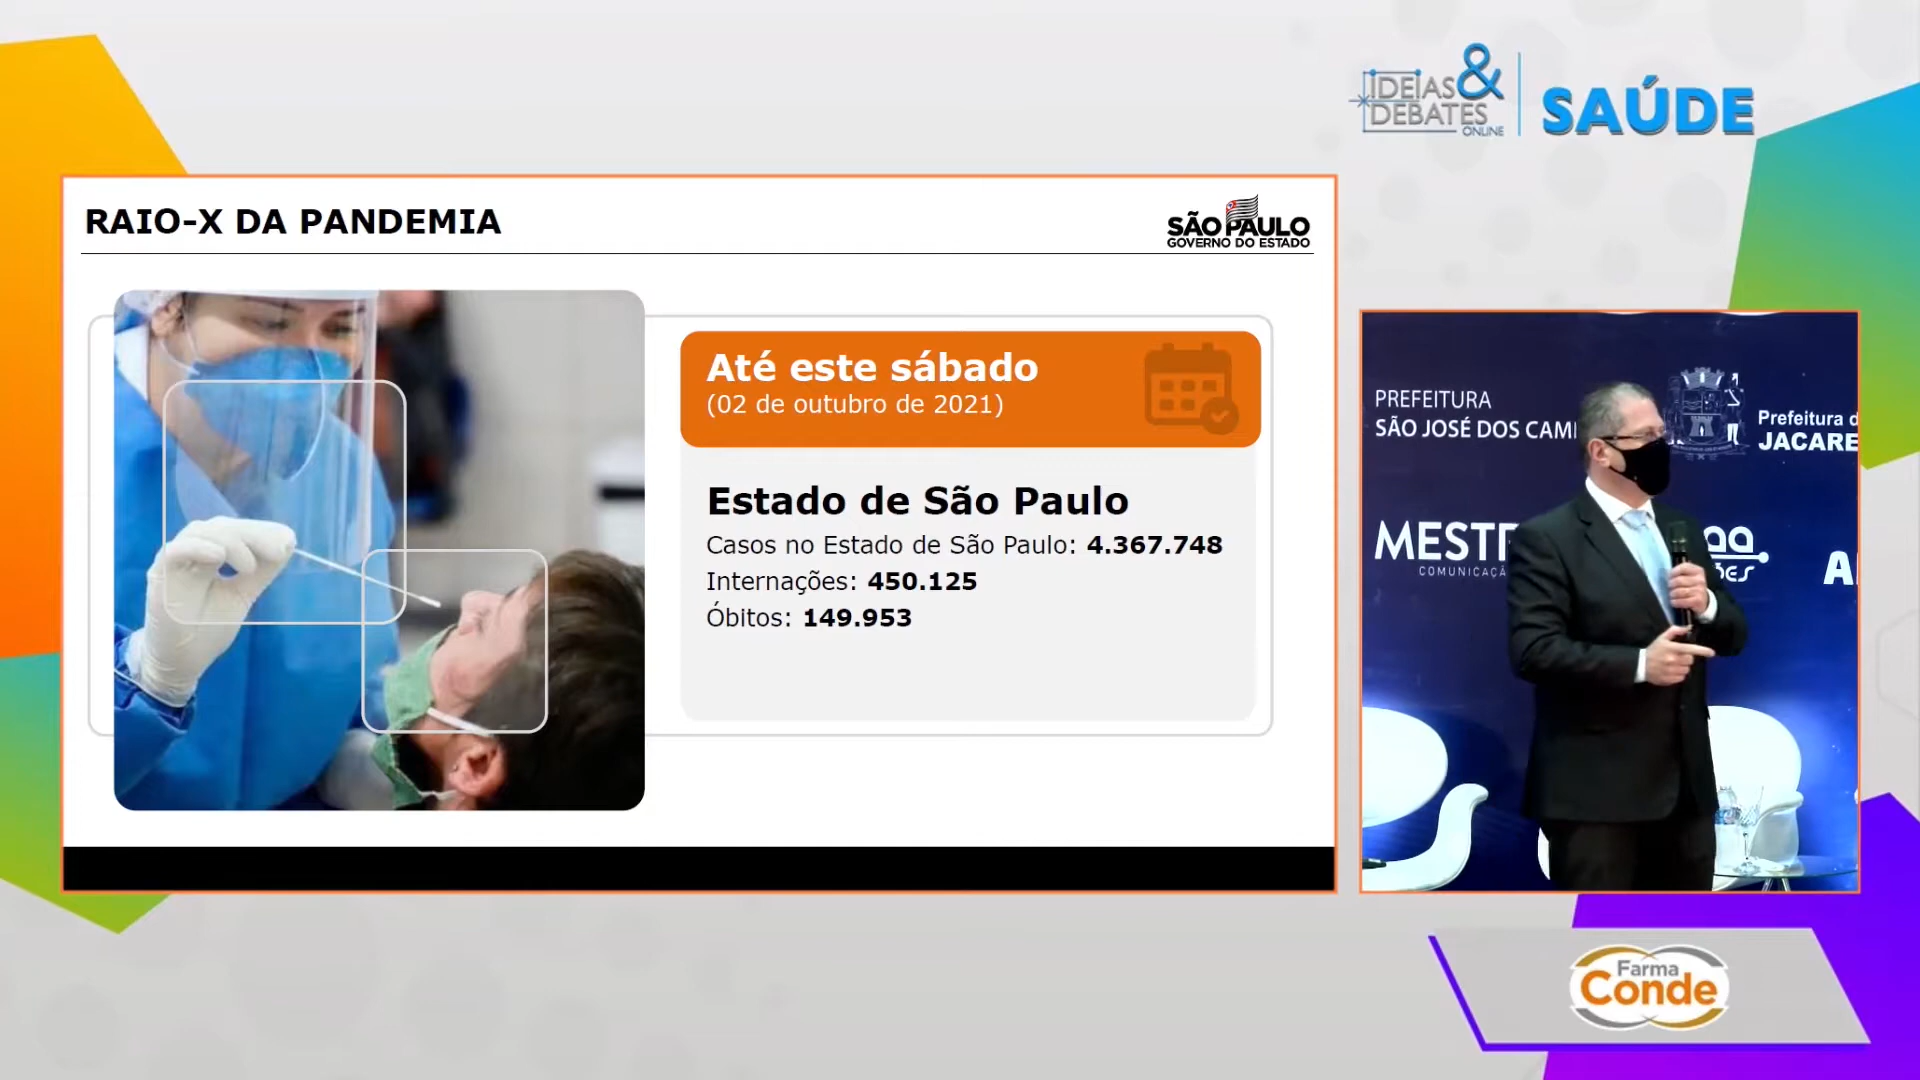 IDEIAS &
DEBATES
ONLINE
SAÚDE
RAIO-X DA PANDEMIA
SÃO PAULO
GOVERNO DO ESTADO
Até este sábado
(02 de outubro de 2021)
Estado de São Paulo
Casos no Estado de São Paulo: 4.367.748
Internações: 450.125
Óbitos: 149.953
PREFEITURA
SÃO JOSÉ DOS CAM
Prefeitura d
JACARE
MEST
COMUNICAÇÃ
Farma
Conde